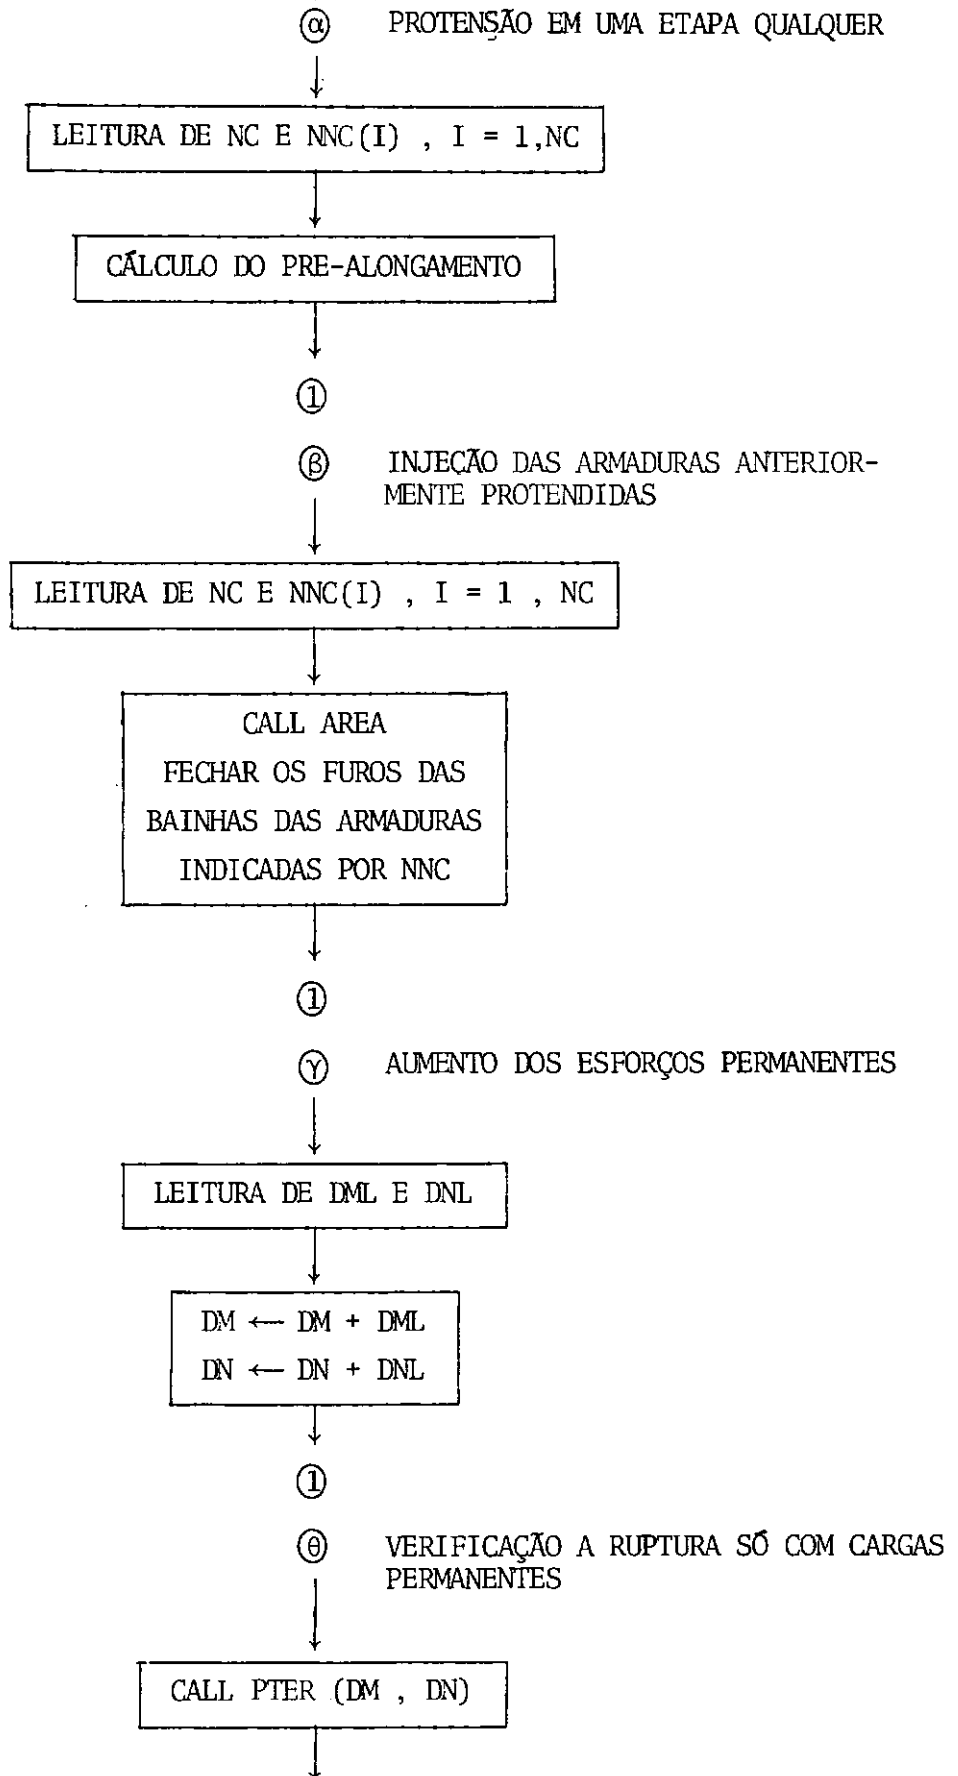 α PROTENSÃO EM UMA ETAPA QUALQUER
LEITURA DE NC E NNC(I) , I = 1,NC
CÁLCULO DO PRE-ALONGAMENTO
1
β INJEÇÃO DAS ARMADURAS ANTERIOR-
MENTE PROTENDIDAS
LEITURA DE NC E NNC(I) , I = 1 , NC
CALL AREA
FECHAR OS FUROS DAS
BAINHAS DAS ARMADURAS
INDICADAS POR NNC
1
γ AUMENTO DOS ESFORÇOS PERMANENTES
LEITURA DE DML E DNL
DM ← DM + DML
DN ← DN + DNL
1
θ VERIFICAÇÃO A RUPTURA SÓ COM CARGAS
PERMANENTES
CALL PTER (DM , DN)